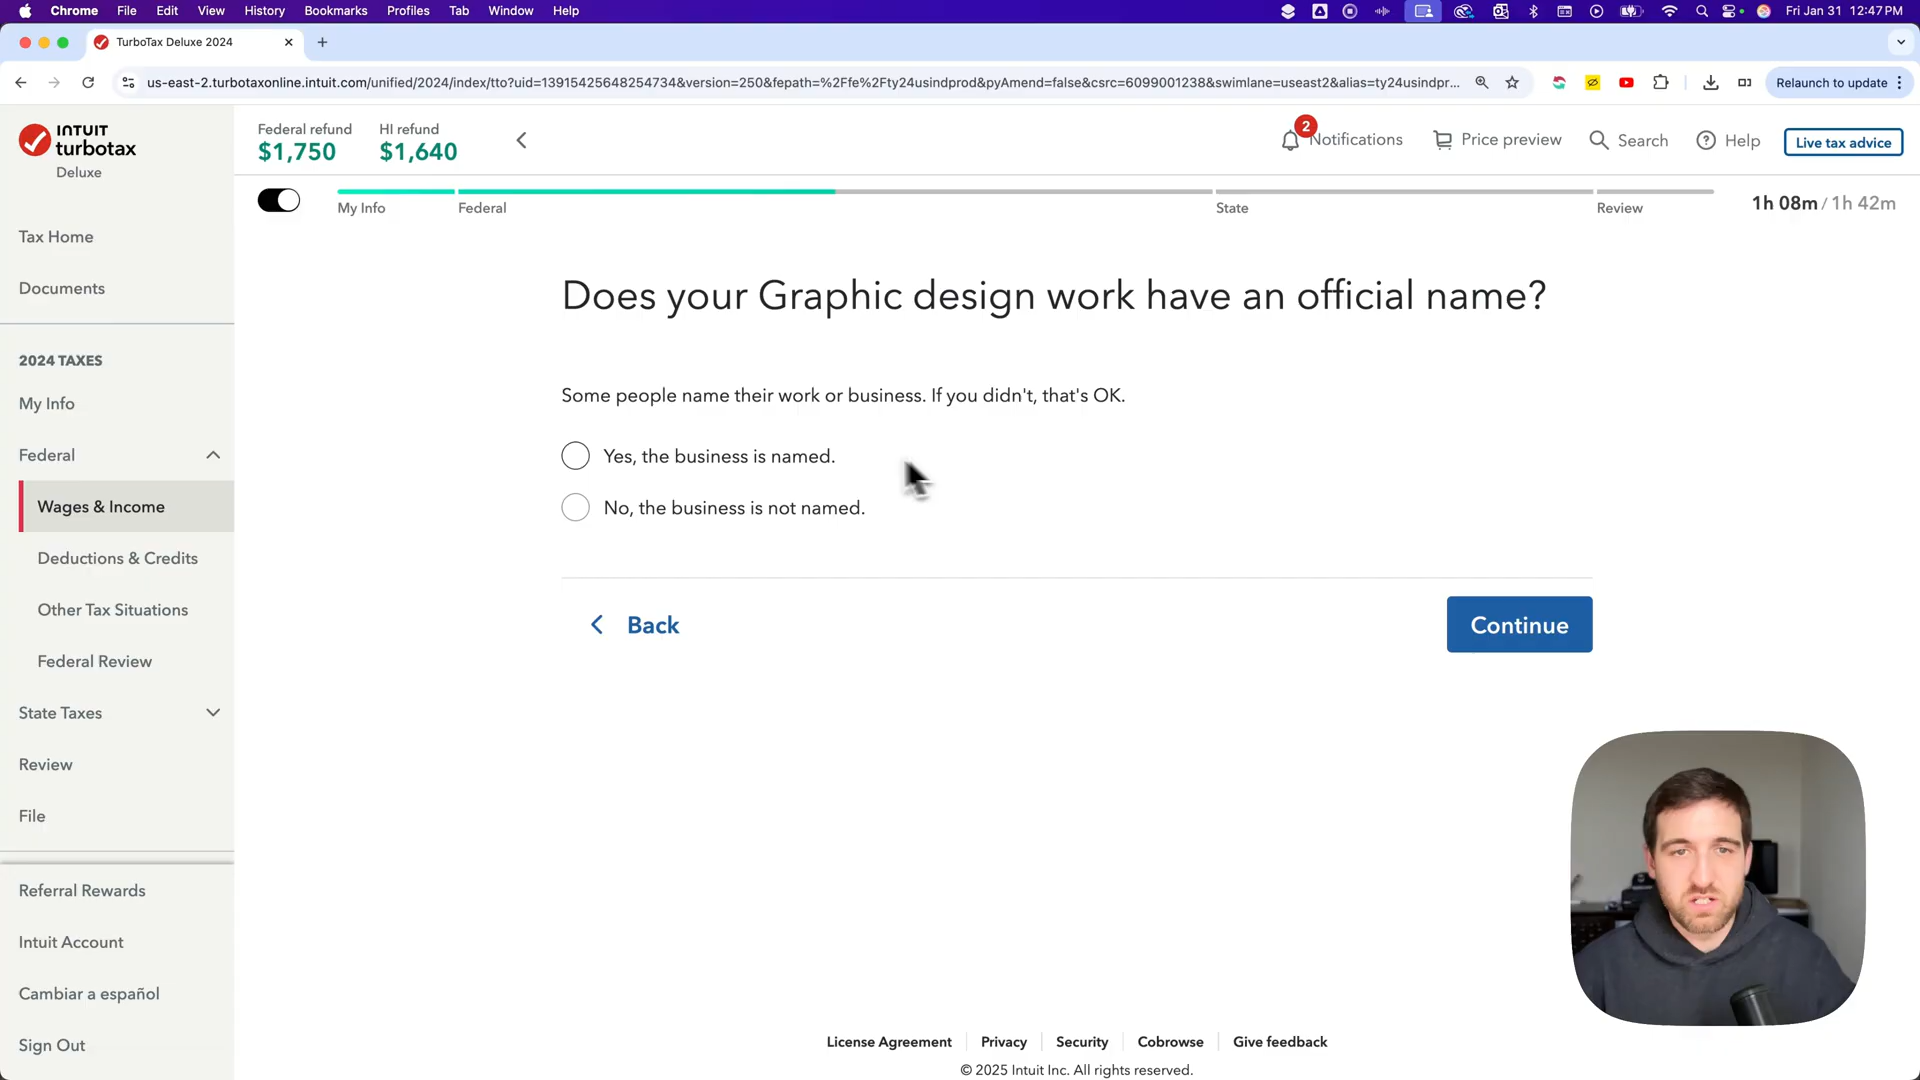 Chrome File Edit View History Bookmarks Profiles Tab Window Help Fri Jan 31 12:47 PM
TurboTax Deluxe 2024
us-east-2.turbotaxonline.intuit.com/unified/2024/index/tto?uid=13915425648254734&version=250&fepath=%2Ffe%2Fty24usindprod&pyAmend=false&csrc=6099001238&swimlane=useast2&alias=ty24usindpr... Relaunch to update
INTUIT
turbotax
Deluxe
Federal refund HI refund
$1,750 $1,640
2
Notifications Price preview Search Help Live tax advice
My Info Federal State Review
1h 08m / 1h 42m
Tax Home
Documents
2024 TAXES
My Info
Federal
Wages & Income
Deductions & Credits
Other Tax Situations
Federal Review
State Taxes
Review
File
Referral Rewards
Intuit Account
Cambiar a español
Sign Out
Does your Graphic design work have an official name?
Some people name their work or business. If you didn't, that's OK.
Yes, the business is named.
No, the business is not named.
Back Continue
License Agreement Privacy Security Cobrowse Give feedback
© 2025 Intuit Inc. All rights reserved.